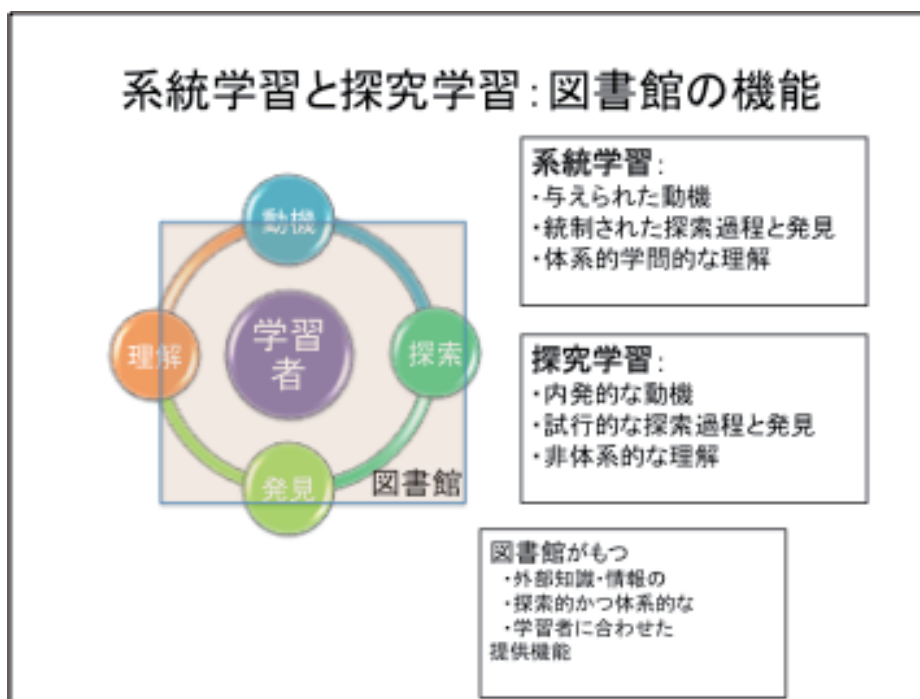 系統学習と探究学習:図書館の機能
動機
学習
者
理解
探索
発見
図書館
系統学習:
・与えられた動機
・統制された探索過程と発見
・体系的学問的な理解
探究学習:
・内発的な動機
・試行的な探索過程と発見
・非体系的な理解
図書館がもつ
・外部知識・情報の
・探索的かつ体系的な
・学習者に合わせた
提供機能